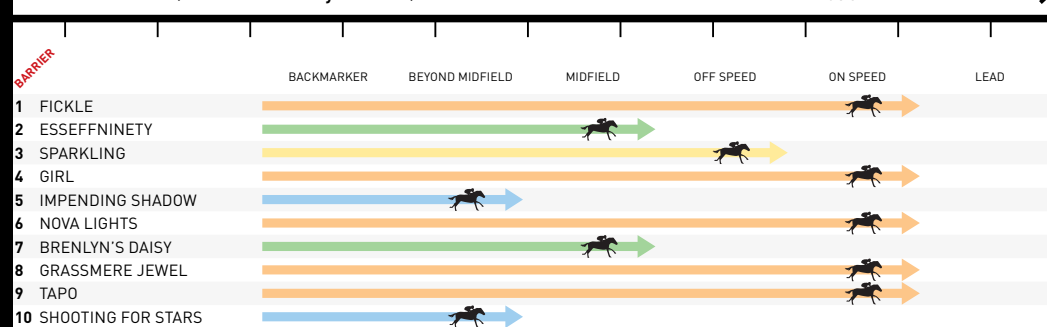 BARRIER
BACKMARKER BEYOND MIDFIELD MIDFIELD OFF SPEED ON SPEED LEAD
1 FICKLE
2 ESSEFFNINETY
3 SPARKLING
4 GIRL
5 IMPENDING SHADOW
6 NOVA LIGHTS
7 BRENLYN'S DAISY
8 GRASSMERE JEWEL
9 TAPO
10 SHOOTING FOR STARS